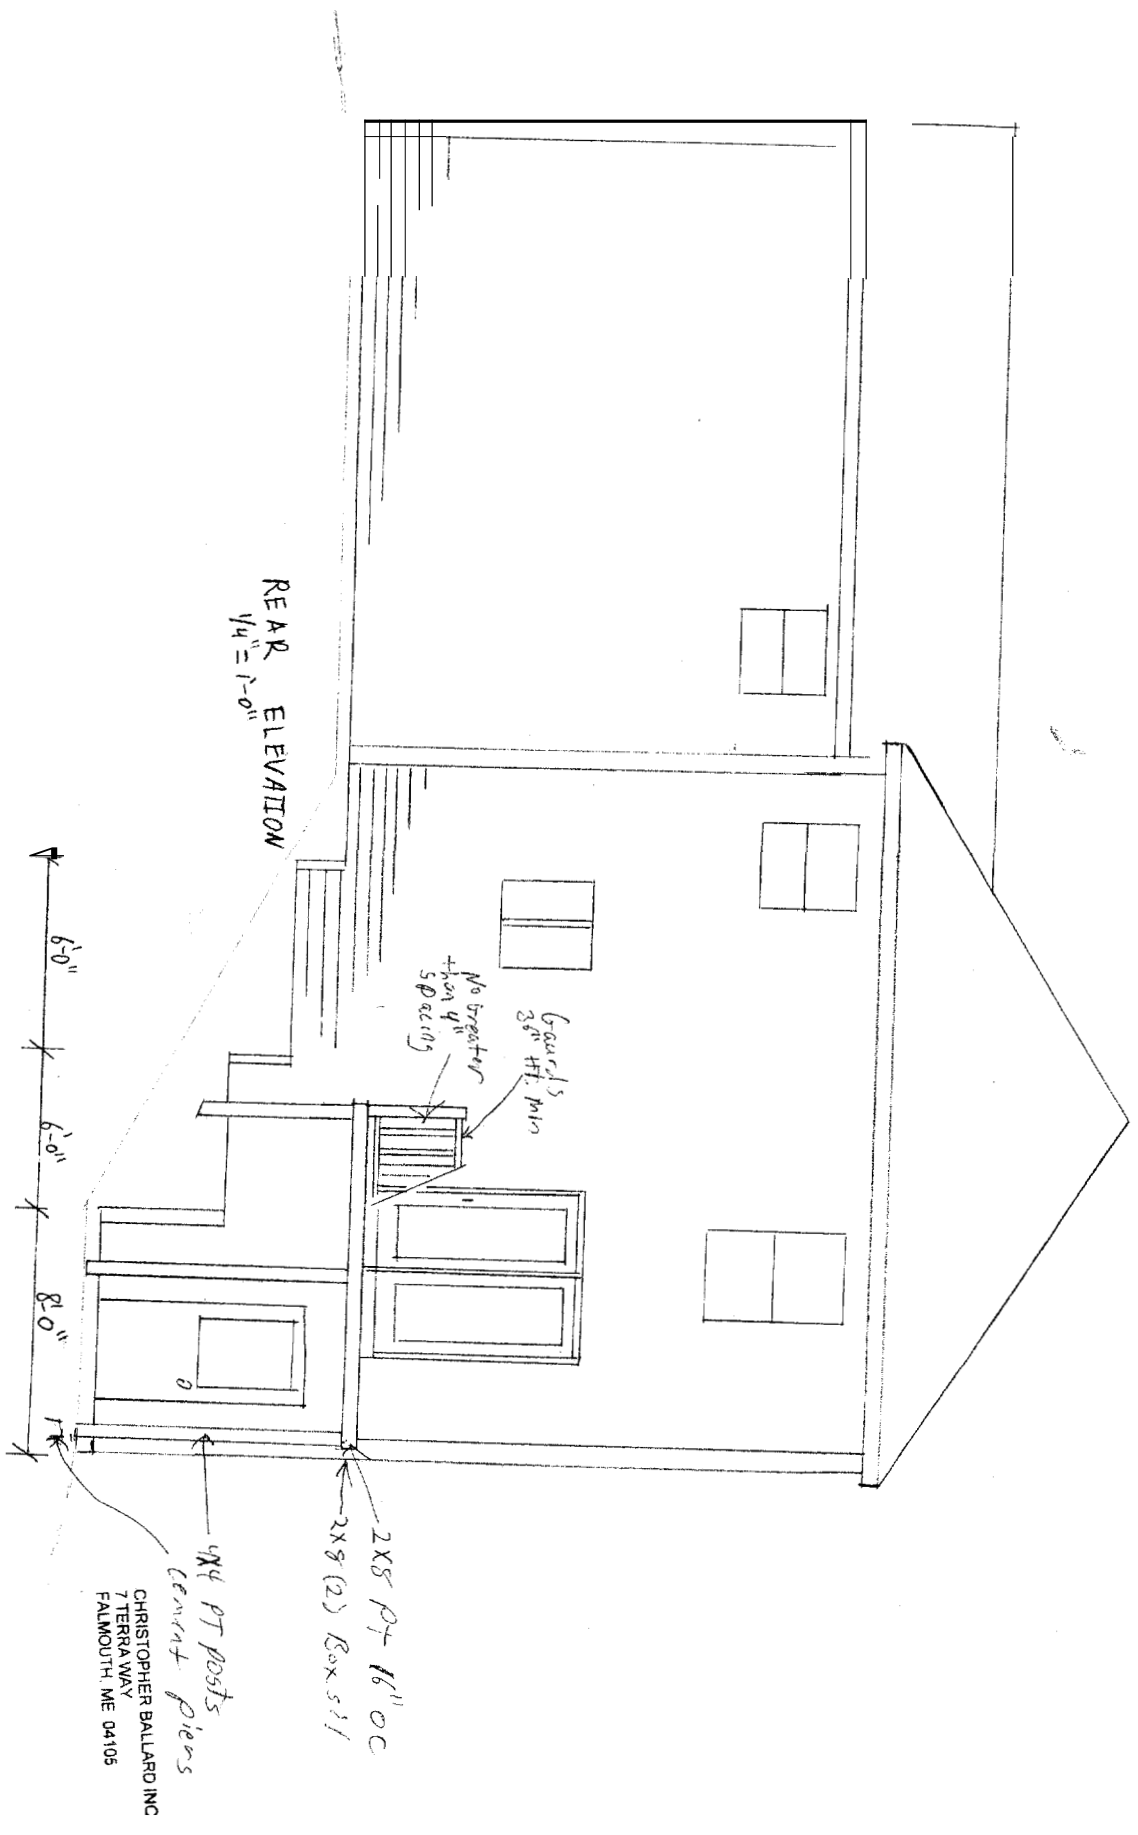 REAR ELEVATION
1/4" = 1'-0"
6'-0"
6'-0"
8'-0"
No Greater
than 4"
Spacing
Gaurds
36" HT. Min
2X8 PT 16" OC
2X8 (2) Box sil
4X4 PT posts
Cement piers
CHRISTOPHER BALLARD INC
7 TERRA WAY
FALMOUTH, ME 04105